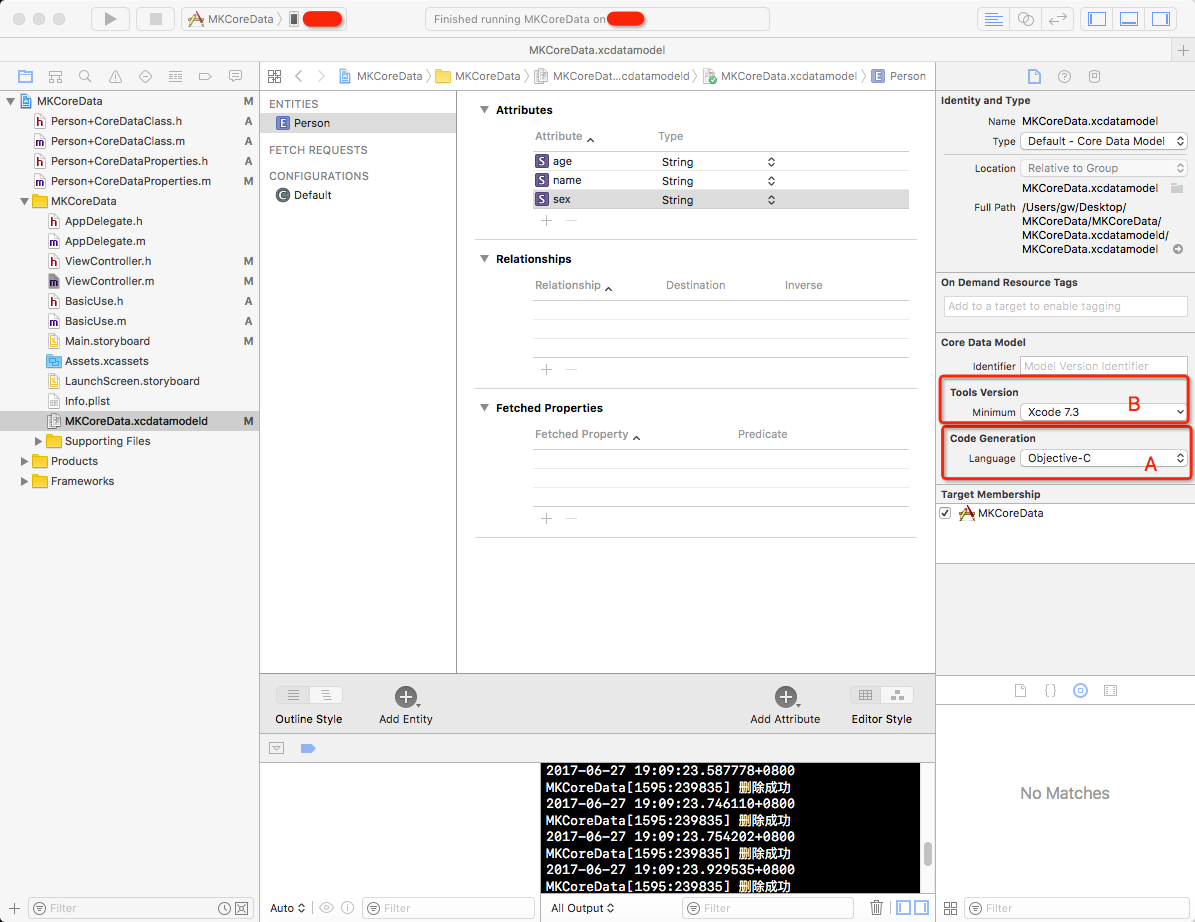 MKCoreData
Finished running MKCoreData on
MKCoreData.xcdatamodel
MKCoreData
MKCoreData
MKCoreDat...cdatamodeld
MKCoreData.xcdatamodel
E Person
MKCoreData M
h Person+CoreDataClass.h A
m Person+CoreDataClass.m A
h Person+CoreDataProperties.h A
m Person+CoreDataProperties.m M
MKCoreData
h AppDelegate.h
m AppDelegate.m
h ViewController.h M
m ViewController.m M
h BasicUse.h A
m BasicUse.m A
Main.storyboard M
Assets.xcassets
LaunchScreen.storyboard
Info.plist
MKCoreData.xcdatamodeld M
Supporting Files
Products
Frameworks
Filter
ENTITIES
E Person
FETCH REQUESTS
CONFIGURATIONS
C Default
Attributes
Attribute Type
S age String
S name String
S sex String
Relationships
Relationship Destination Inverse
Fetched Properties
Fetched Property Predicate
Outline Style
Add Entity
Add Attribute
Editor Style
Identity and Type
Name MKCoreData.xcdatamodel
Type Default - Core Data Model
Location Relative to Group
MKCoreData.xcdatamodel
Full Path /Users/gw/Desktop/
MKCoreData/MKCoreData/
MKCoreData.xcdatamodeld/
MKCoreData.xcdatamodel
On Demand Resource Tags
Add to a target to enable tagging
Core Data Model
Identifier Model Version Identifier
Tools Version
Minimum Xcode 7.3 B
Code Generation
Language Objective-C A
Target Membership
MKCoreData
No Matches
2017-06-27 19:09:23.587778+0800
MKCoreData[1595:239835] 删除成功
2017-06-27 19:09:23.746110+0800
MKCoreData[1595:239835] 删除成功
2017-06-27 19:09:23.754202+0800
MKCoreData[1595:239835] 删除成功
2017-06-27 19:09:23.929535+0800
MKCoreData[1595:239835] 删除成功
Auto
Filter
All Output
Filter
Filter